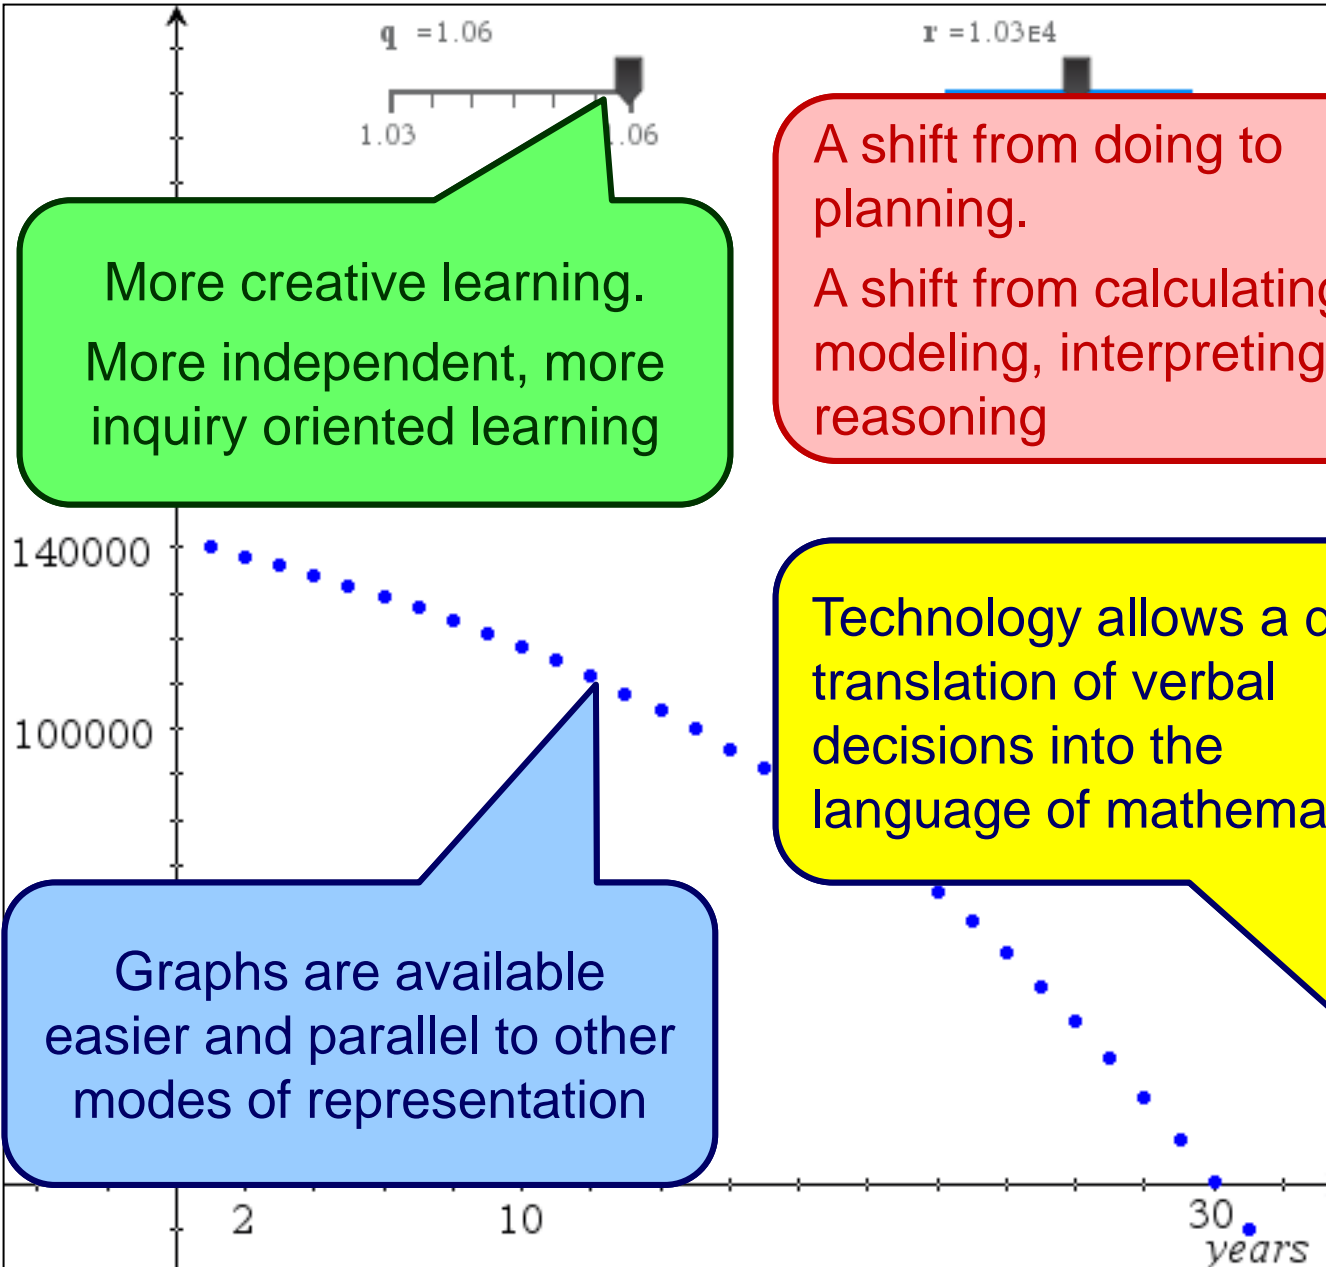 q =1.06
r =1.03E4
1.03
1.06
A shift from doing to
planning.
A shift from calculating
modeling, interpreting
reasoning
More creative learning.
More independent, more
inquiry oriented learning
140000
100000
Technology allows a
translation of verbal
decisions into the
language of
Graphs are available
easier and parallel to other
modes of representation
2
10
30
years